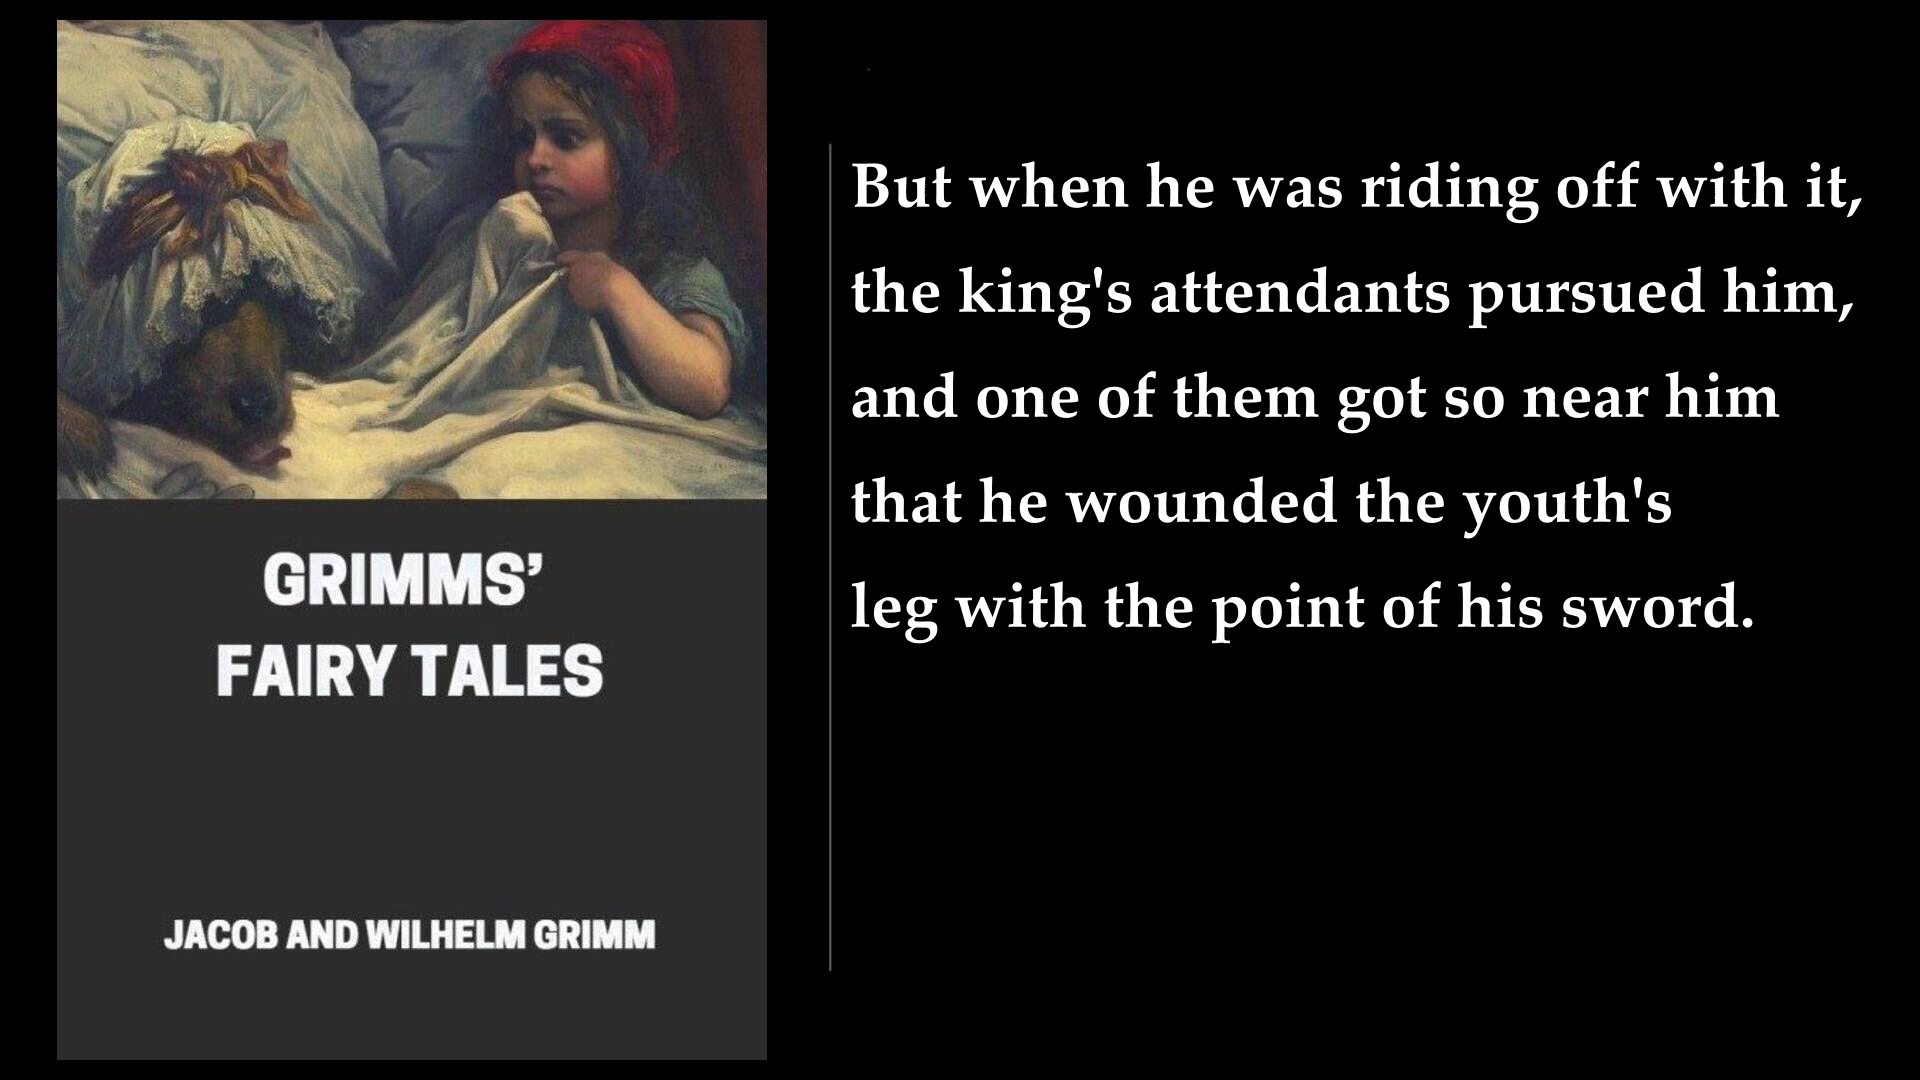 GRIMMS’
FAIRY TALES
JACOB AND WILHELM GRIMM
But when he was riding off with it,
the king's attendants pursued him,
and one of them got so near him
that he wounded the youth's
leg with the point of his sword.